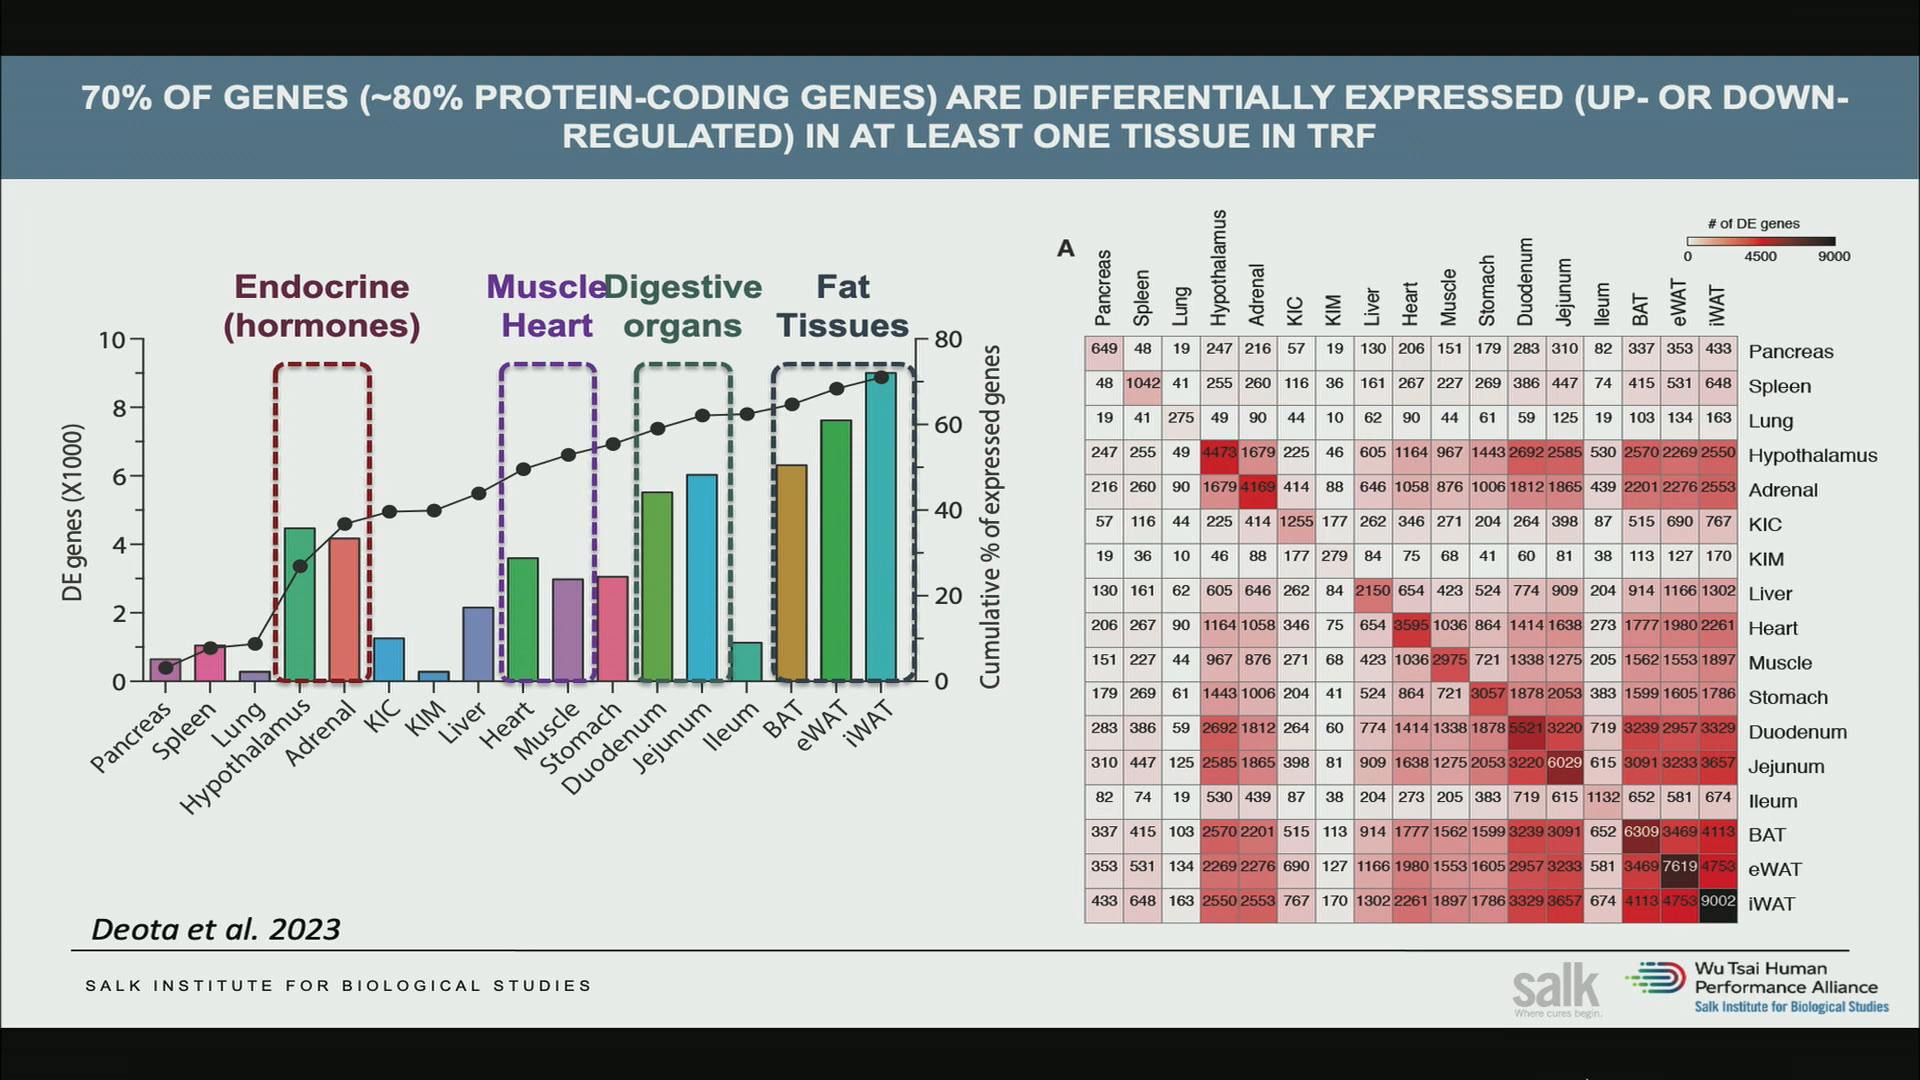 70% OF GENES (~80% PROTEIN-CODING GENES) ARE DIFFERENTIALLY EXPRESSED (UP- OR DOWN-
REGULATED) IN AT LEAST ONE TISSUE IN TRF
Endocrine
(hormones)
Muscle
Heart
Digestive
organs
Fat
Tissues
DE genes (X1000)
10
8
6
4
2
0
80
60
40
20
0
Cumulative % of expressed genes
Pancreas
Spleen
Lung
Hypothalamus
Adrenal
KIC
KIM
Liver
Heart
Muscle
Stomach
Duodenum
Jejunum
Ileum
BAT
eWAT
iWAT
A
# of DE genes
0 4500 9000
Pancreas Spleen Lung Hypothalamus Adrenal KIC KIM Liver Heart Muscle Stomach Duodenum Jejunum Ileum BAT eWAT iWAT
649 48 19 247 216 57 19 130 206 151 179 283 310 82 337 353 433 Pancreas
48 1042 41 255 260 116 36 161 267 227 269 386 447 74 415 531 648 Spleen
19 41 275 49 90 44 10 62 90 44 61 59 125 19 103 134 163 Lung
247 255 49 4473 1679 225 46 605 1164 967 1443 2692 2585 530 2570 2269 2550 Hypothalamus
216 260 90 1679 4169 414 88 646 1058 876 1006 1812 1865 439 2201 2276 2553 Adrenal
57 116 44 225 414 1255 177 262 346 271 204 264 398 87 515 690 767 KIC
19 36 10 46 88 177 279 84 75 68 41 60 81 38 113 127 170 KIM
130 161 62 605 646 262 84 2150 654 423 524 774 909 204 914 1166 1302 Liver
206 267 90 1164 1058 346 75 654 3595 1036 864 1414 1638 273 1777 1980 2261 Heart
151 227 44 967 876 271 68 423 1036 2975 721 1338 1275 205 1562 1553 1897 Muscle
179 269 61 1443 1006 204 41 524 864 721 3057 1878 2053 383 1599 1605 1786 Stomach
283 386 59 2692 1812 264 60 774 1414 1338 1878 5521 3220 719 3239 2957 3329 Duodenum
310 447 125 2585 1865 398 81 909 1638 1275 2053 3220 6029 615 3091 3233 3657 Jejunum
82 74 19 530 439 87 38 204 273 205 383 719 615 1132 652 581 674 Ileum
337 415 103 2570 2201 515 113 914 1777 1562 1599 3239 3091 652 6309 3469 4113 BAT
353 531 134 2269 2276 690 127 1166 1980 1553 1605 2957 3233 581 3469 7619 4753 eWAT
433 648 163 2550 2553 767 170 1302 2261 1897 1786 3329 3657 674 4113 4753 9002 iWAT
Deota et al. 2023
SALK INSTITUTE FOR BIOLOGICAL STUDIES
salk
Where cures begin.
Wu Tsai Human
Performance Alliance
Salk Institute for Biological Studies